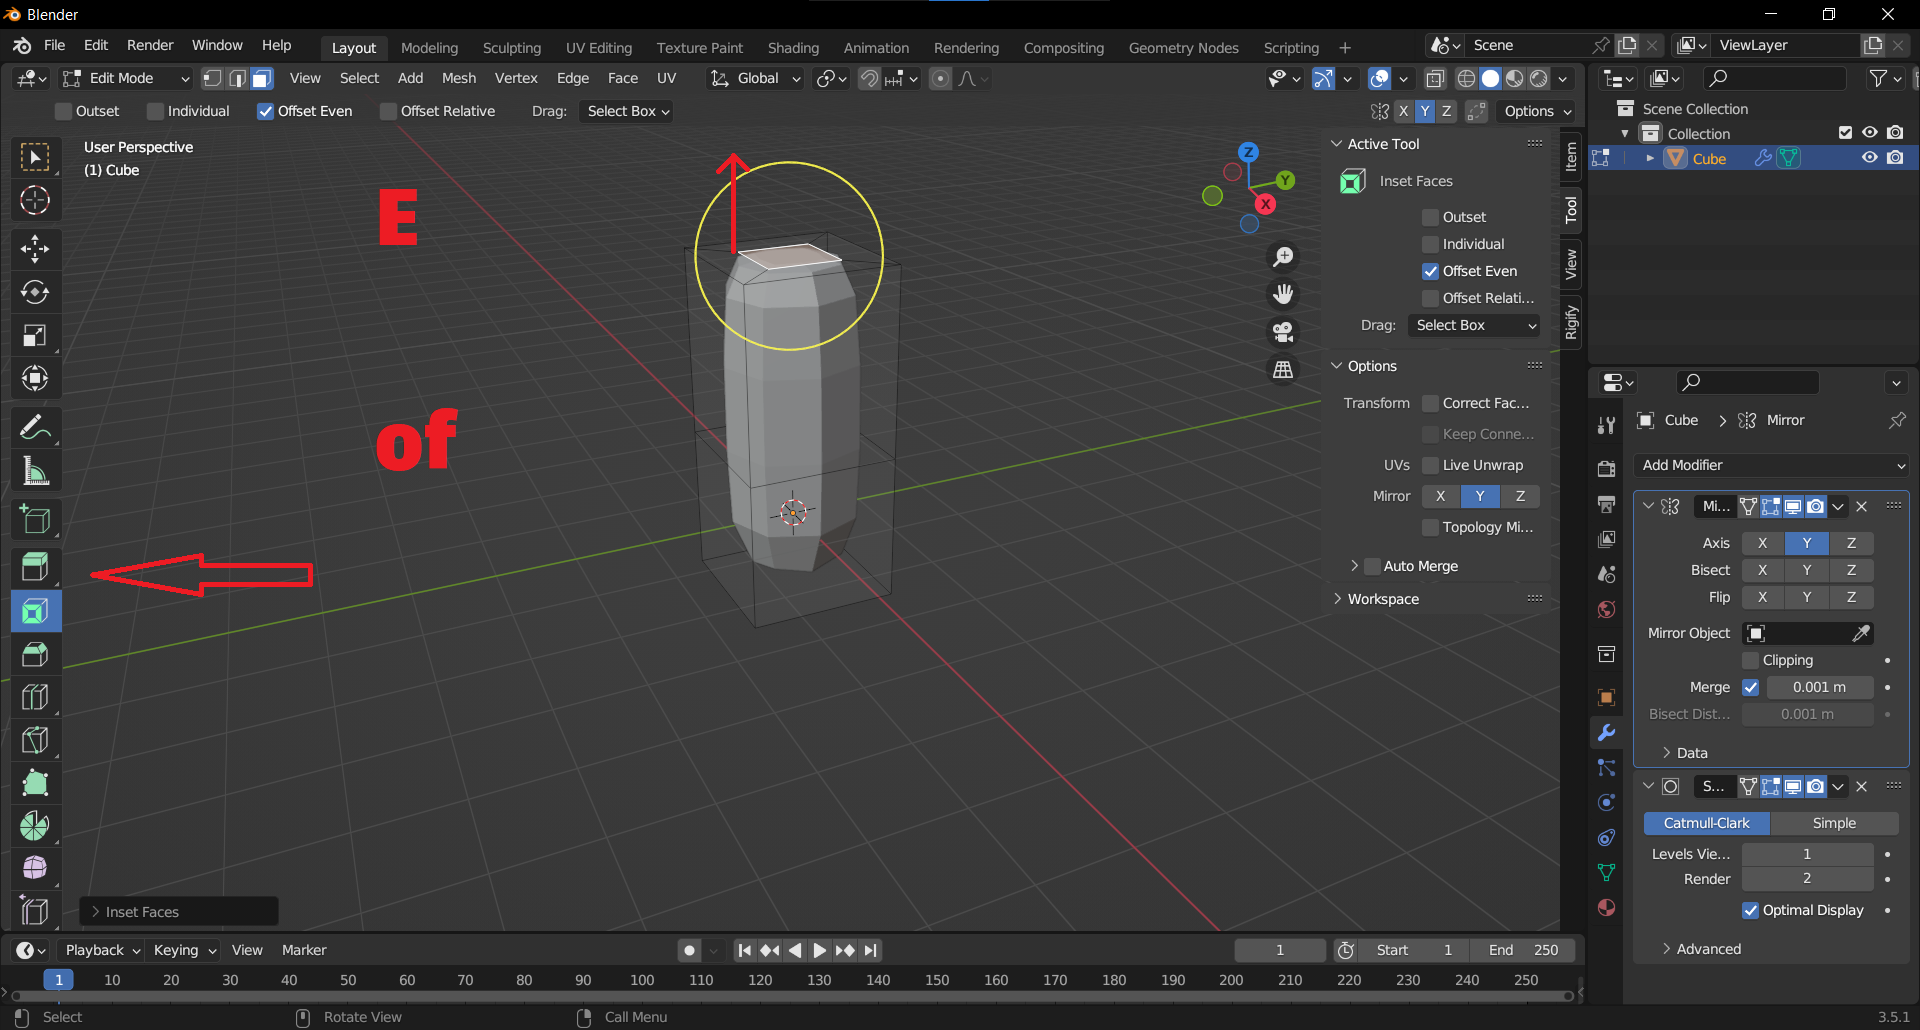 Blender
File Edit Render Window Help
Layout Modeling Sculpting UV Editing Texture Paint Shading Animation Rendering Compositing Geometry Nodes Scripting +
Scene
ViewLayer
Edit Mode View Select Add Mesh Vertex Edge Face UV Global
Outset Individual Offset Even Offset Relative Drag: Select Box
X Y Z Options
User Perspective
(1) Cube
E
of
Z
Y
X
Active Tool
Inset Faces
Outset
Individual
Offset Even
Offset Relati...
Drag: Select Box
Options
Transform Correct Fac...
Keep Conne...
UVs Live Unwrap
Mirror X Y Z
Topology Mi...
Auto Merge
Workspace
Item
Tool
View
Rigify
Scene Collection
Collection
Cube
Cube > Mirror
Add Modifier
Mi...
Axis X Y Z
Bisect X Y Z
Flip X Y Z
Mirror Object
Clipping
Merge 0.001 m
Bisect Dist... 0.001 m
Data
S...
Catmull-Clark Simple
Levels Vie... 1
Render 2
Optimal Display
Advanced
Inset Faces
Playback Keying View Marker
1 Start 1 End 250
1 10 20 30 40 50 60 70 80 90 100 110 120 130 140 150 160 170 180 190 200 210 220 230 240 250
Select Rotate View Call Menu
3.5.1